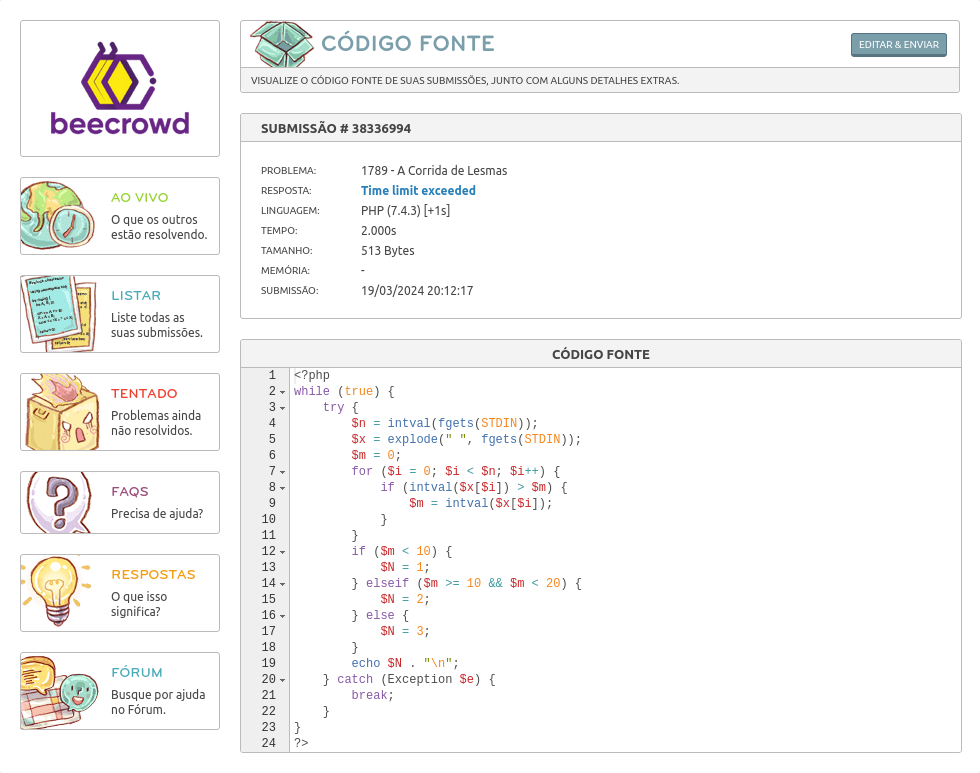 beecrowd
AO VIVO
O que os outros
estão resolvendo.
LISTAR
Liste todas as
suas submissões.
TENTADO
Problemas ainda
não resolvidos.
FAQS
Precisa de ajuda?
RESPOSTAS
O que isso
significa?
FÓRUM
Busque por ajuda
no Fórum.
CÓDIGO FONTE
EDITAR & ENVIAR
VISUALIZE O CÓDIGO FONTE DE SUAS SUBMISSÕES, JUNTO COM ALGUNS DETALHES EXTRAS.
SUBMISSÃO # 38336994
PROBLEMA: 1789 - A Corrida de Lesmas
RESPOSTA: Time limit exceeded
LINGUAGEM: PHP (7.4.3) [+1s]
TEMPO: 2.000s
TAMANHO: 513 Bytes
MEMÓRIA: -
SUBMISSÃO: 19/03/2024 20:12:17
CÓDIGO FONTE
1 <?php
2 while (true) {
3     try {
4         $n = intval(fgets(STDIN));
5         $x = explode(" ", fgets(STDIN));
6         $m = 0;
7         for ($i = 0; $i < $n; $i++) {
8             if (intval($x[$i]) > $m) {
9                 $m = intval($x[$i]);
10             }
11         }
12         if ($m < 10) {
13             $N = 1;
14         } elseif ($m >= 10 && $m < 20) {
15             $N = 2;
16         } else {
17             $N = 3;
18         }
19         echo $N . "\n";
20     } catch (Exception $e) {
21         break;
22     }
23 }
24 ?>